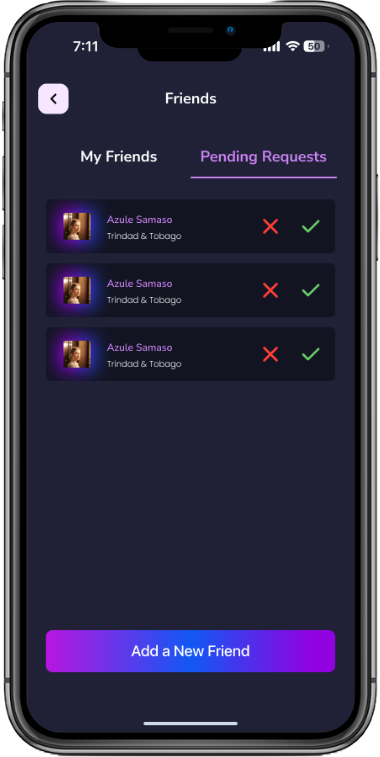 7:11
50
Friends
My Friends
Pending Requests
Azule Samaso
Trindad & Tobago
Azule Samaso
Trindad & Tobago
Azule Samaso
Trindad & Tobago
Add a New Friend